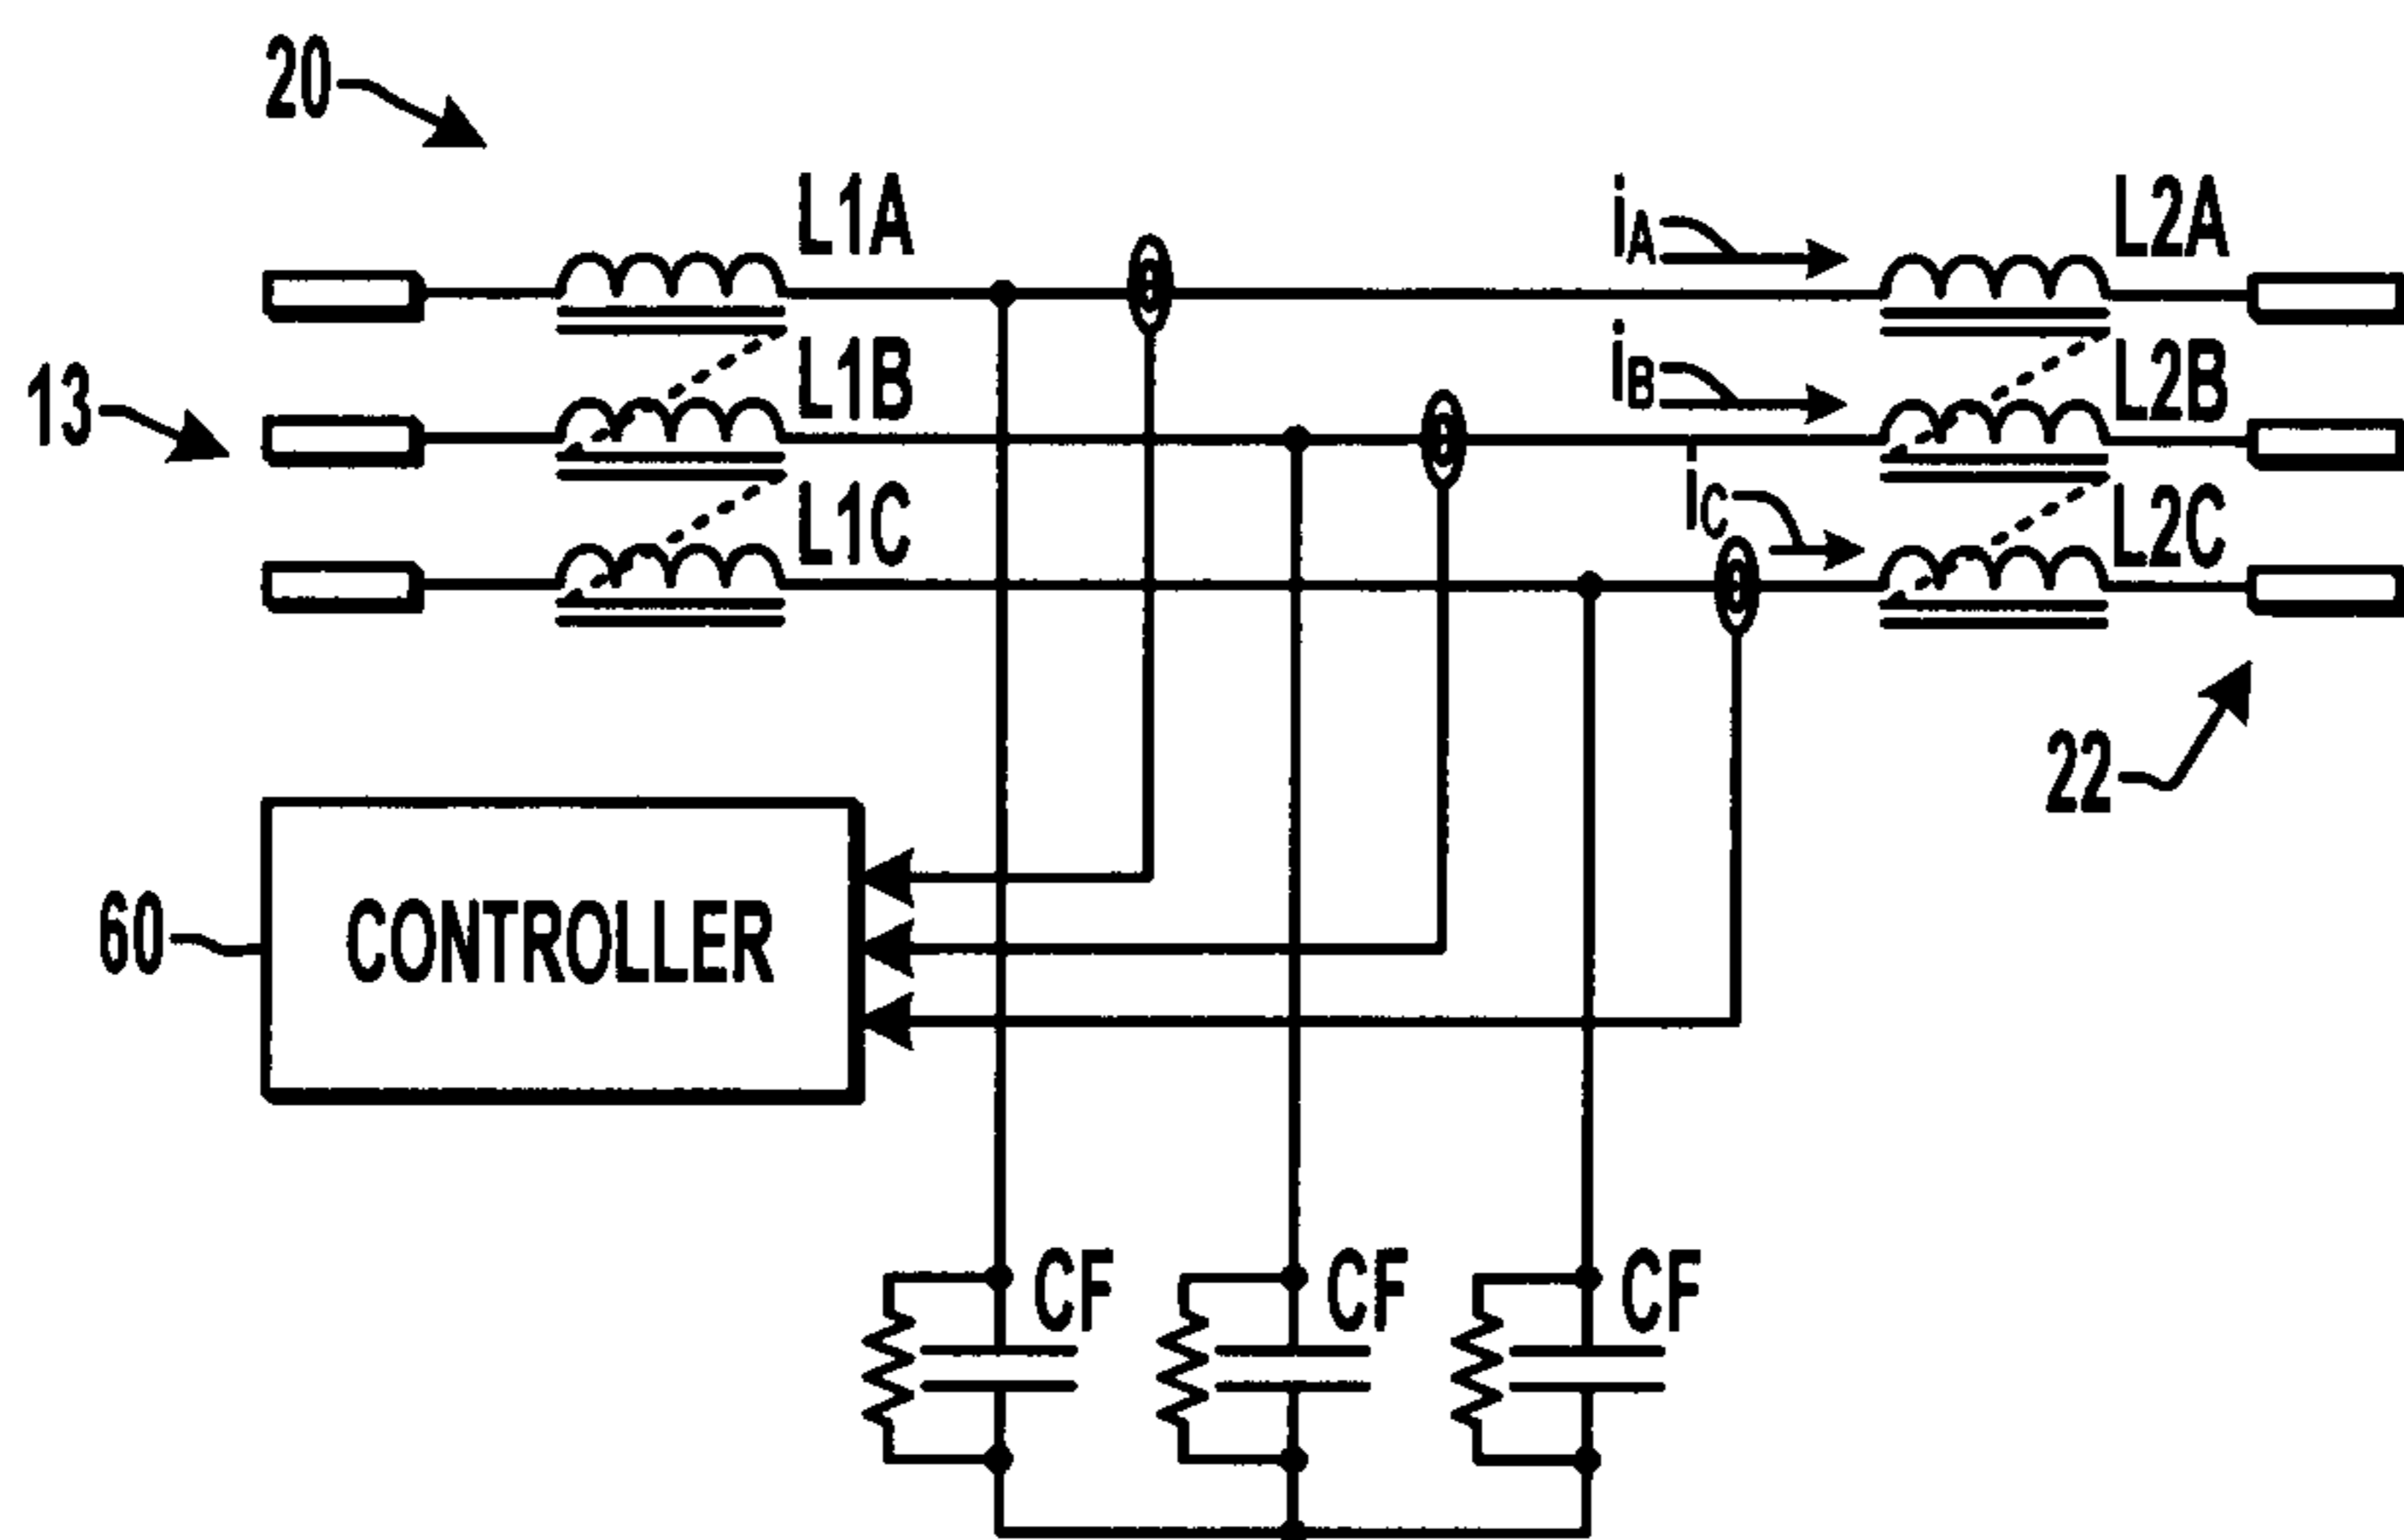 20
L1A
iA
L2A
L1B
iB
L2B
13
L1C
iC
L2C
22
60
CONTROLLER
CF
CF
CF